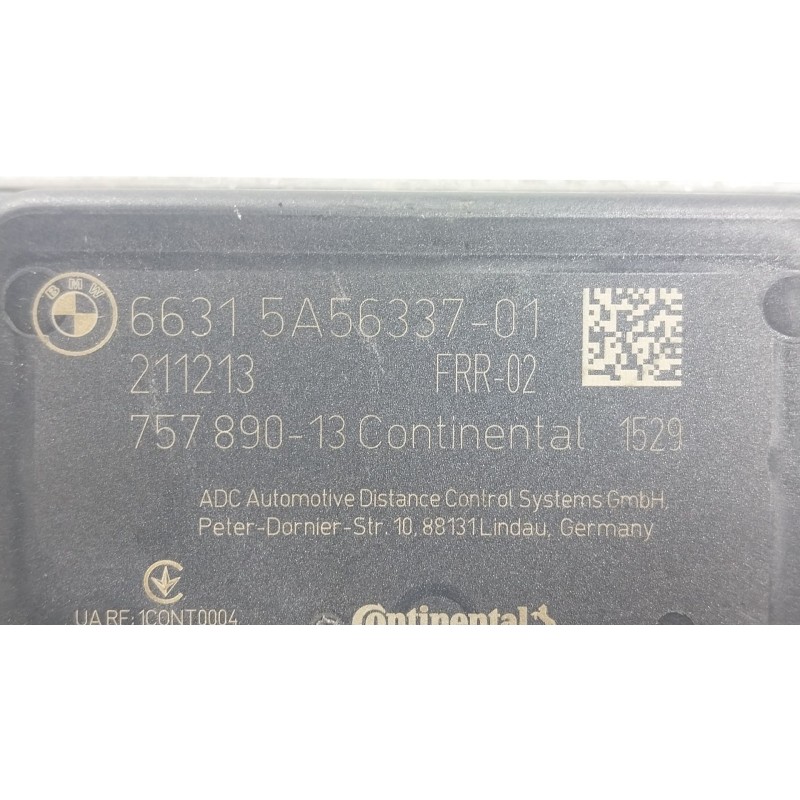 BMW
6631 5A56337-01
211213 FRR-02
757 890-13 Continental 1529
ADC Automotive Distance Control Systems GmbH,
Peter-Dornier-Str. 10, 88131 Lindau, Germany
UA RF: 1CONT0004
Continental